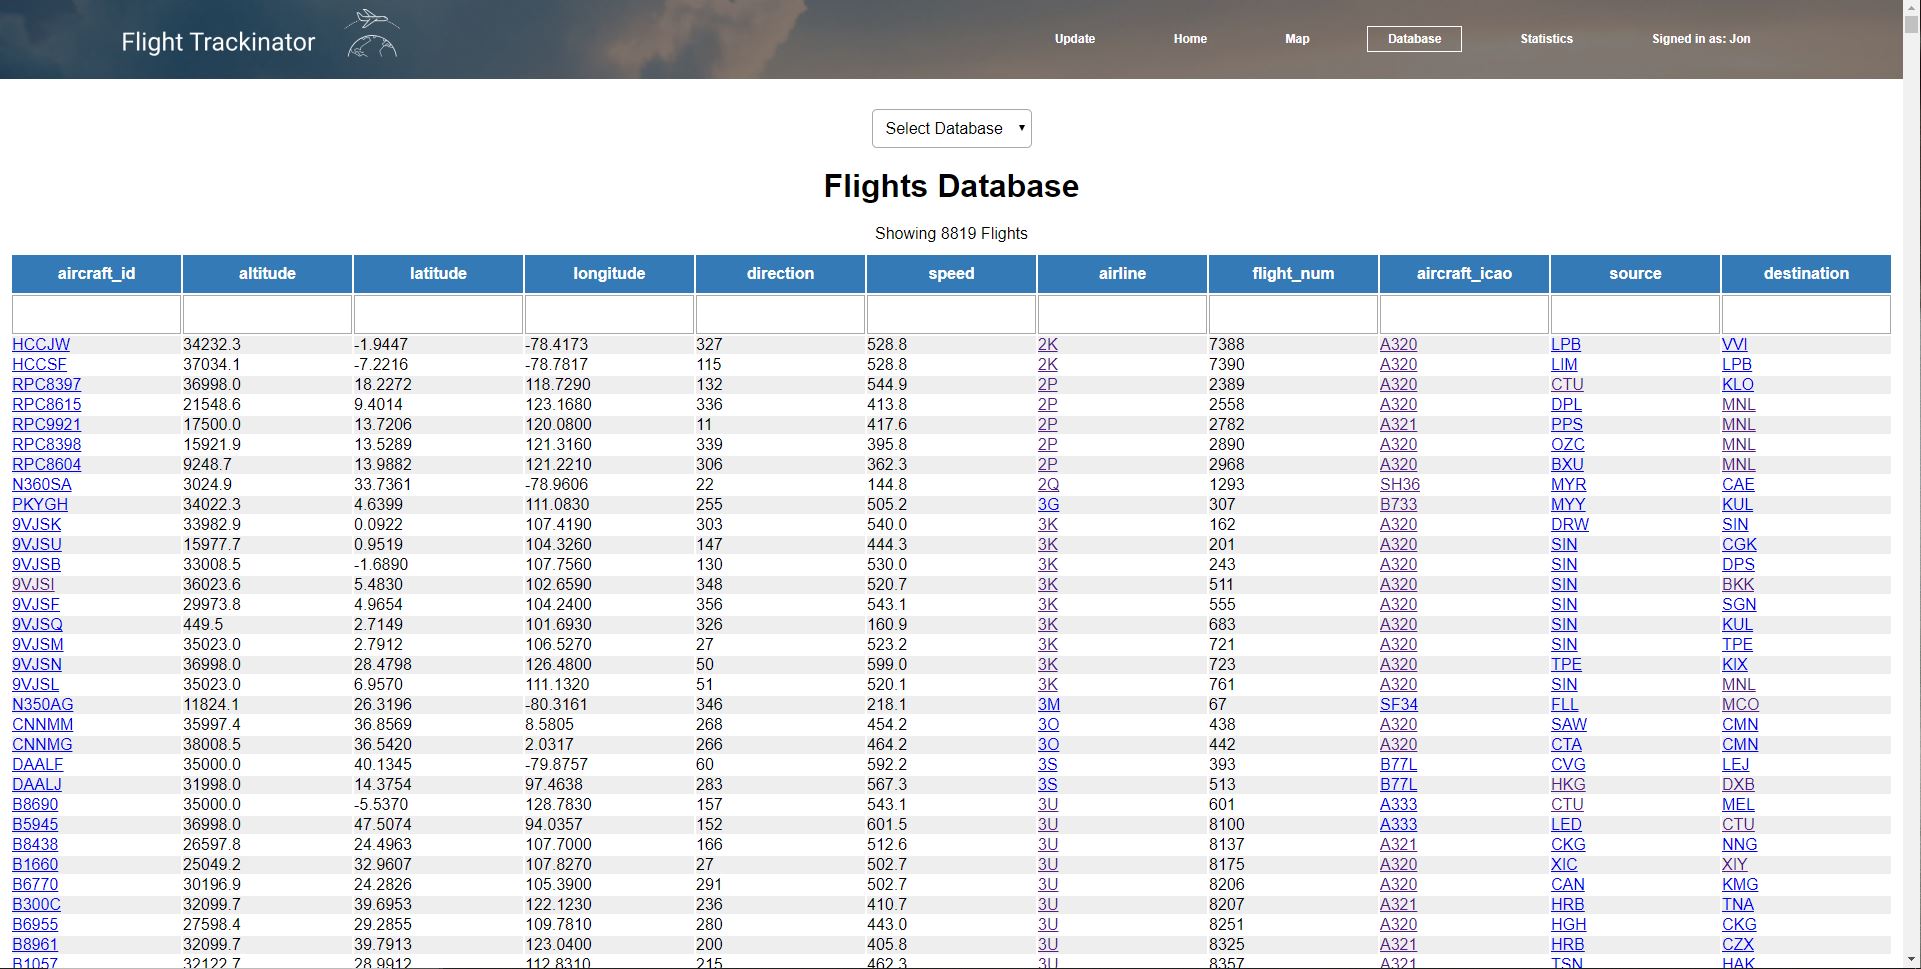 Flight Trackinator
Update Home Map Database Statistics Signed in as: Jon
Select Database
Flights Database
Showing 8819 Flights
aircraft_id altitude latitude longitude direction speed airline flight_num aircraft_icao source destination
HCCJW 34232.3 -1.9447 -78.4173 327 528.8 2K 7388 A320 LPB VVI
HCCSF 37034.1 -7.2216 -78.7817 115 528.8 2K 7390 A320 LIM LPB
RPC8397 36998.0 18.2272 118.7290 132 544.9 2P 2389 A320 CTU KLO
RPC8615 21548.6 9.4014 123.1680 336 413.8 2P 2558 A320 DPL MNL
RPC9921 17500.0 13.7206 120.0800 11 417.6 2P 2782 A321 PPS MNL
RPC8398 15921.9 13.5289 121.3160 339 395.8 2P 2890 A320 OZC MNL
RPC8604 9248.7 13.9882 121.2210 306 362.3 2P 2968 A320 BXU MNL
N360SA 3024.9 33.7361 -78.9606 22 144.8 2Q 1293 SH36 MYR CAE
PKYGH 34022.3 4.6399 111.0830 255 505.2 3G 307 B733 MYY KUL
9VJSK 33982.9 0.0922 107.4190 303 540.0 3K 162 A320 DRW SIN
9VJSU 15977.7 0.9519 104.3260 147 444.3 3K 201 A320 SIN CGK
9VJSB 33008.5 -1.6890 107.7560 130 530.0 3K 243 A320 SIN DPS
9VJSI 36023.6 5.4830 102.6590 348 520.7 3K 511 A320 SIN BKK
9VJSF 29973.8 4.9654 104.2400 356 543.1 3K 555 A320 SIN SGN
9VJSQ 449.5 2.7149 101.6930 326 160.9 3K 683 A320 SIN KUL
9VJSM 35023.0 2.7912 106.5270 27 523.2 3K 721 A320 SIN TPE
9VJSN 36998.0 28.4798 126.4800 50 599.0 3K 723 A320 TPE KIX
9VJSL 35023.0 6.9570 111.1320 51 520.1 3K 761 A320 SIN MNL
N350AG 11824.1 26.3196 -80.3161 346 218.1 3M 67 SF34 FLL MCO
CNNMM 35997.4 36.8569 8.5805 268 454.2 3O 438 A320 SAW CMN
CNNMG 38008.5 36.5420 2.0317 266 464.2 3O 442 A320 CTA CMN
DAALF 35000.0 40.1345 -79.8757 60 592.2 3S 393 B77L CVG LEJ
DAALJ 31998.0 14.3754 97.4638 283 567.3 3S 513 B77L HKG DXB
B8690 35000.0 -5.5370 128.7830 157 543.1 3U 601 A333 CTU MEL
B5945 36998.0 47.5074 94.0357 152 601.5 3U 8100 A333 LED CTU
B8438 26597.8 24.4963 107.7000 166 512.6 3U 8137 A321 CKG NNG
B1660 25049.2 32.9607 107.8270 27 502.7 3U 8175 A320 XIC XIY
B6770 30196.9 24.2826 105.3900 291 502.7 3U 8206 A320 CAN KMG
B300C 32099.7 39.6953 122.1230 236 410.7 3U 8207 A321 HRB TNA
B6955 27598.4 29.2855 109.7810 280 443.0 3U 8251 A320 HGH CKG
B8961 32099.7 39.7913 123.0400 200 405.8 3U 8325 A321 HRB CZX
B1057 32122.7 28.9912 112.8310 215 462.3 3U 8357 A321 TSN HAK